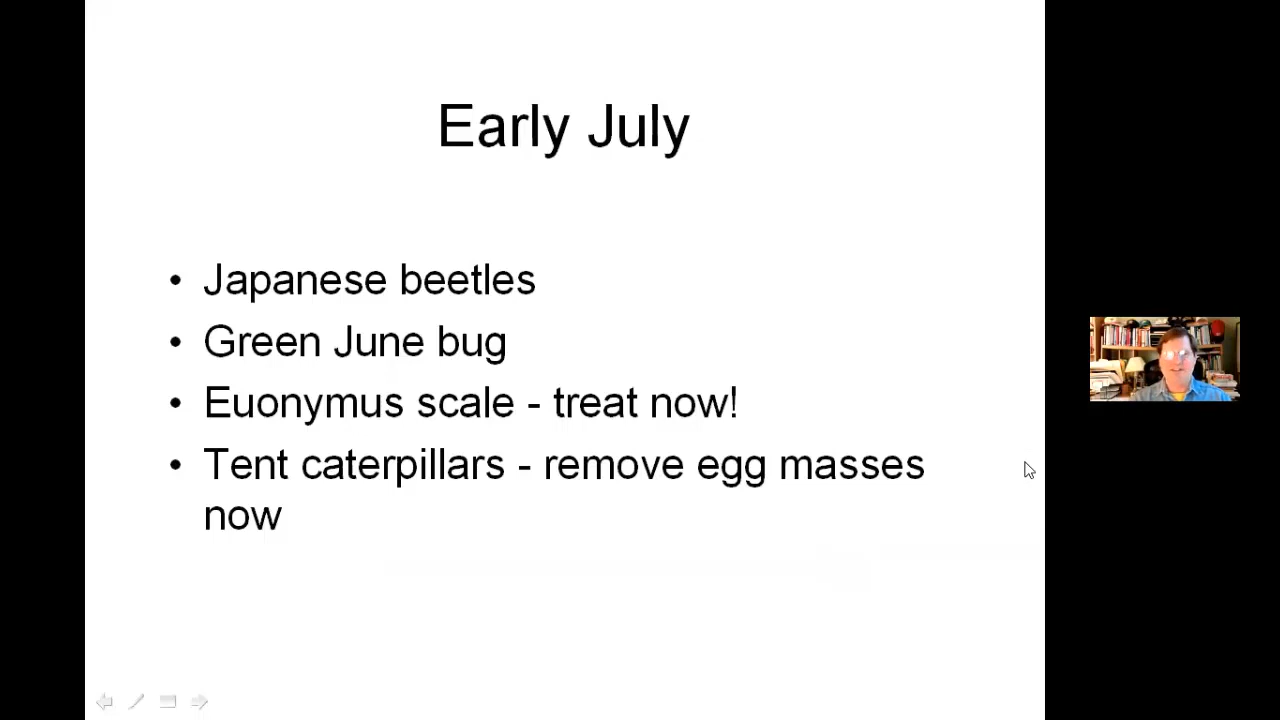 Early July
• Japanese beetles
• Green June bug
• Euonymus scale - treat now!
• Tent caterpillars - remove egg masses
now